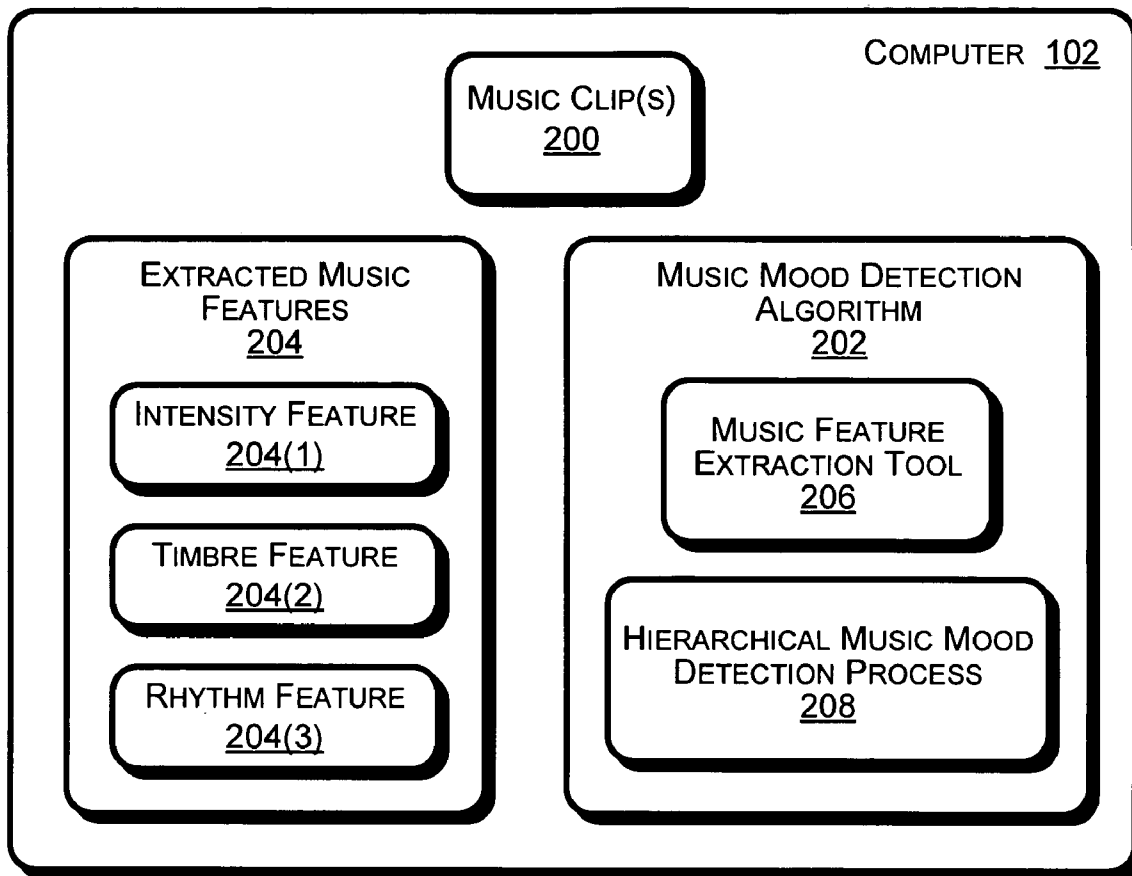 COMPUTER 102
MUSIC CLIP(S)
200
EXTRACTED MUSIC
FEATURES
204
INTENSITY FEATURE
204(1)
TIMBRE FEATURE
204(2)
RHYTHM FEATURE
204(3)
MUSIC MOOD DETECTION
ALGORITHM
202
MUSIC FEATURE
EXTRACTION TOOL
206
HIERARCHICAL MUSIC MOOD
DETECTION PROCESS
208